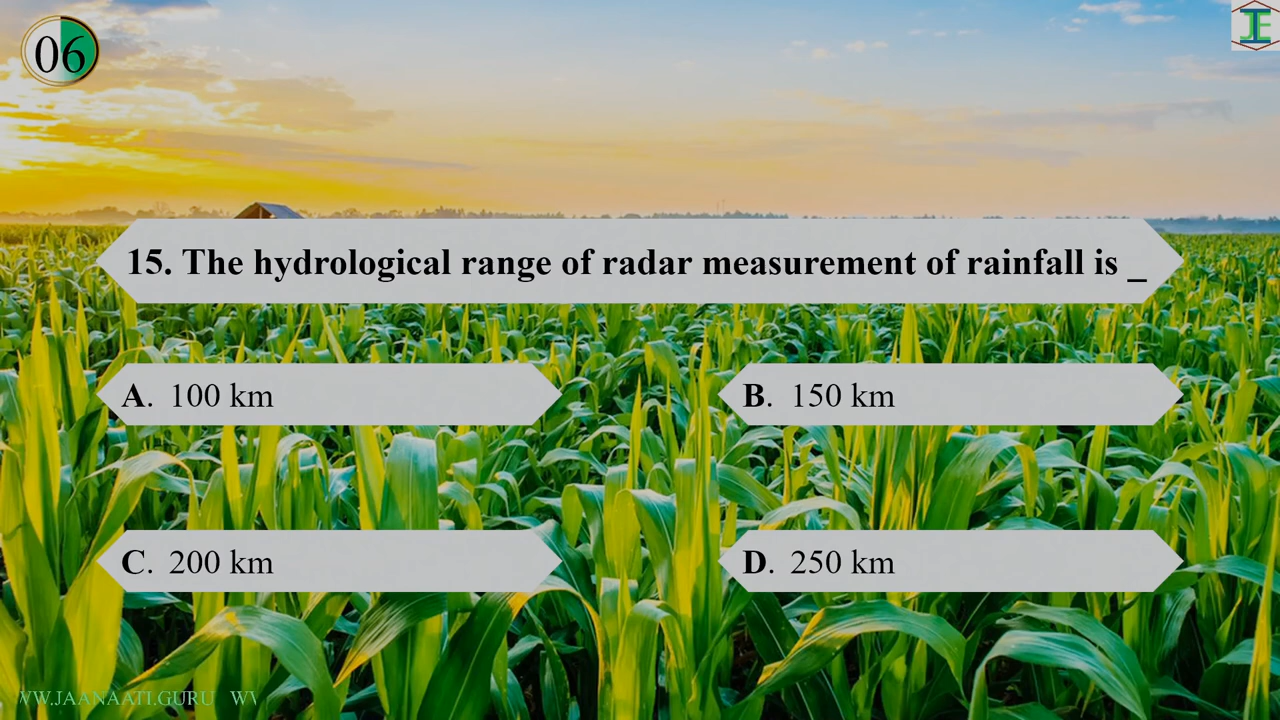 06
JE
15. The hydrological range of radar measurement of rainfall is _
A. 100 km
B. 150 km
C. 200 km
D. 250 km
WW.JAANAATI.GURU W